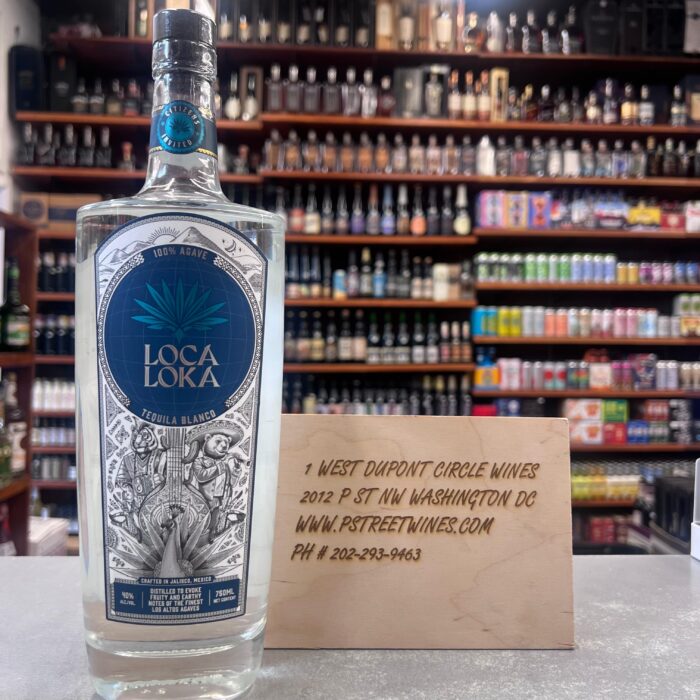 CITIZENS
INVITED
100% AGAVE
LOCA
LOKA
TEQUILA BLANCO
CRAFTED IN JALISCO, MEXICO
40%
ALC/VOL.
DISTILLED TO EVOKE
FRUITY AND EARTHY
NOTES OF THE FINEST
LOS ALTOS AGAVES
750ML
NET CONTENT
1 WEST DUPONT CIRCLE WINES
2012 P ST NW WASHINGTON DC
WWW.PSTREETWINES.COM
PH # 202-293-9463